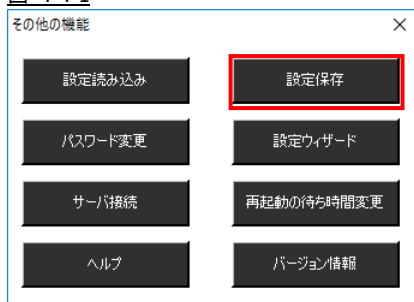 その他の機能
設定読み込み 設定保存
パスワード変更 設定ウィザード
サーバ接続 再起動の待ち時間変更
ヘルプ バージョン情報